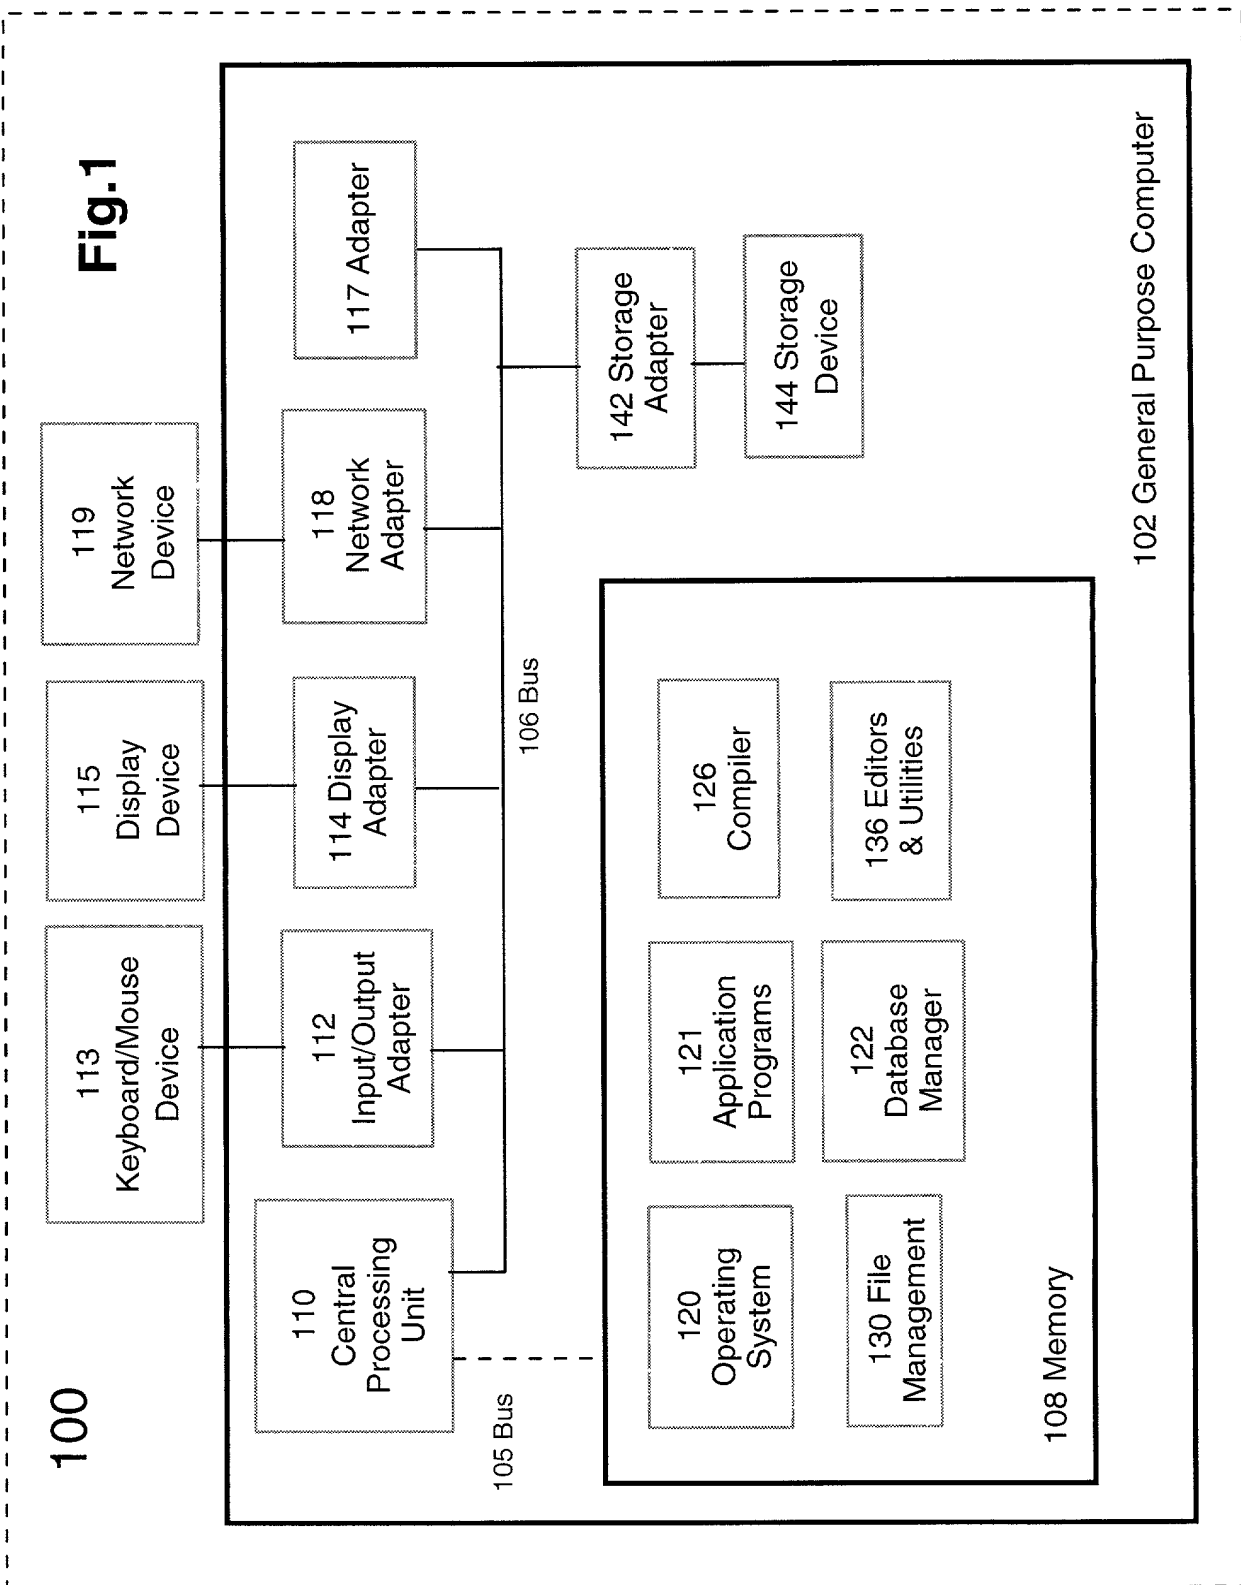 100
Fig.1
113
Keyboard/Mouse
Device
115
Display
Device
119
Network
Device
110
Central
Processing
Unit
112
Input/Output
Adapter
114 Display
Adapter
118
Network
Adapter
117 Adapter
105 Bus
106 Bus
142 Storage
Adapter
144 Storage
Device
120
Operating
System
121
Application
Programs
126
Compiler
130 File
Management
122
Database
Manager
136 Editors
& Utilities
108 Memory
102 General Purpose Computer